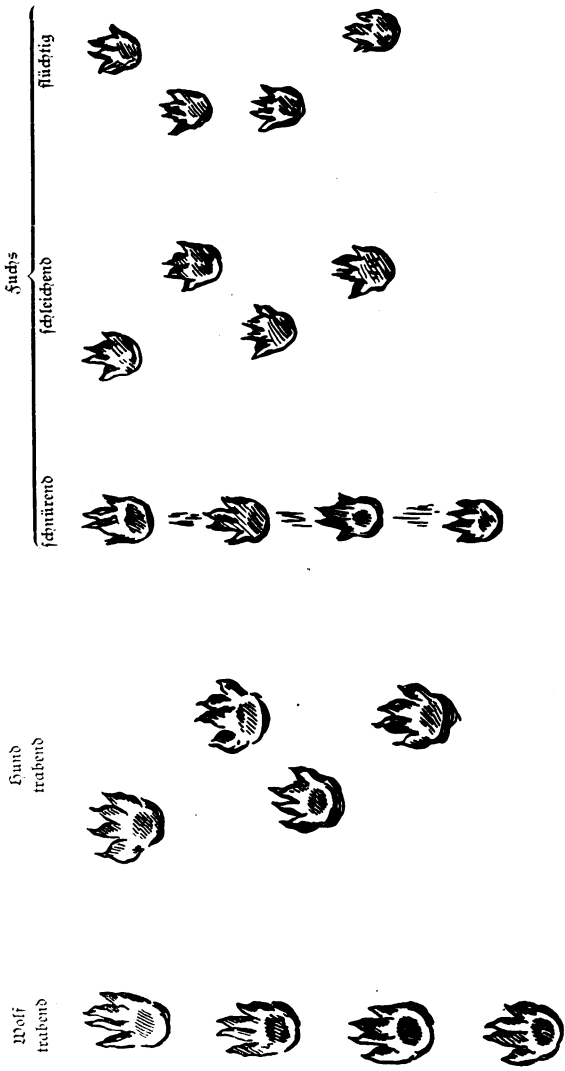 Wolf
trabend
Hund
trabend
Fuchs
schnürend
schleichend
flüchtig